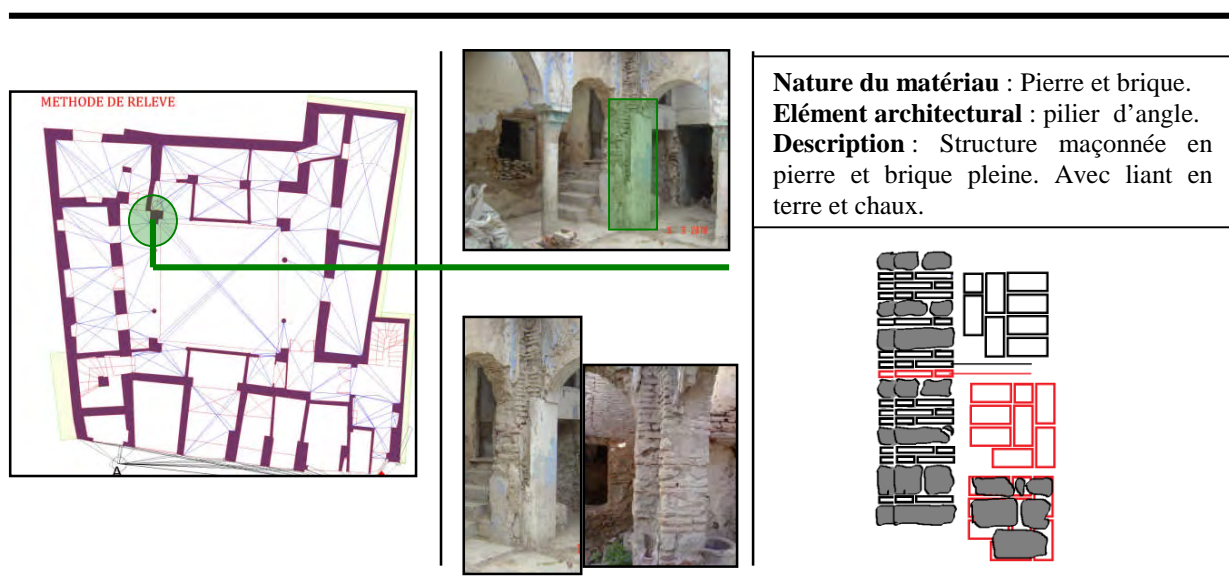 METHODE DE RELEVE
A
Nature du matériau : Pierre et brique.
Elément architectural : pilier d’angle.
Description : Structure maçonnée en
pierre et brique pleine. Avec liant en
terre et chaux.